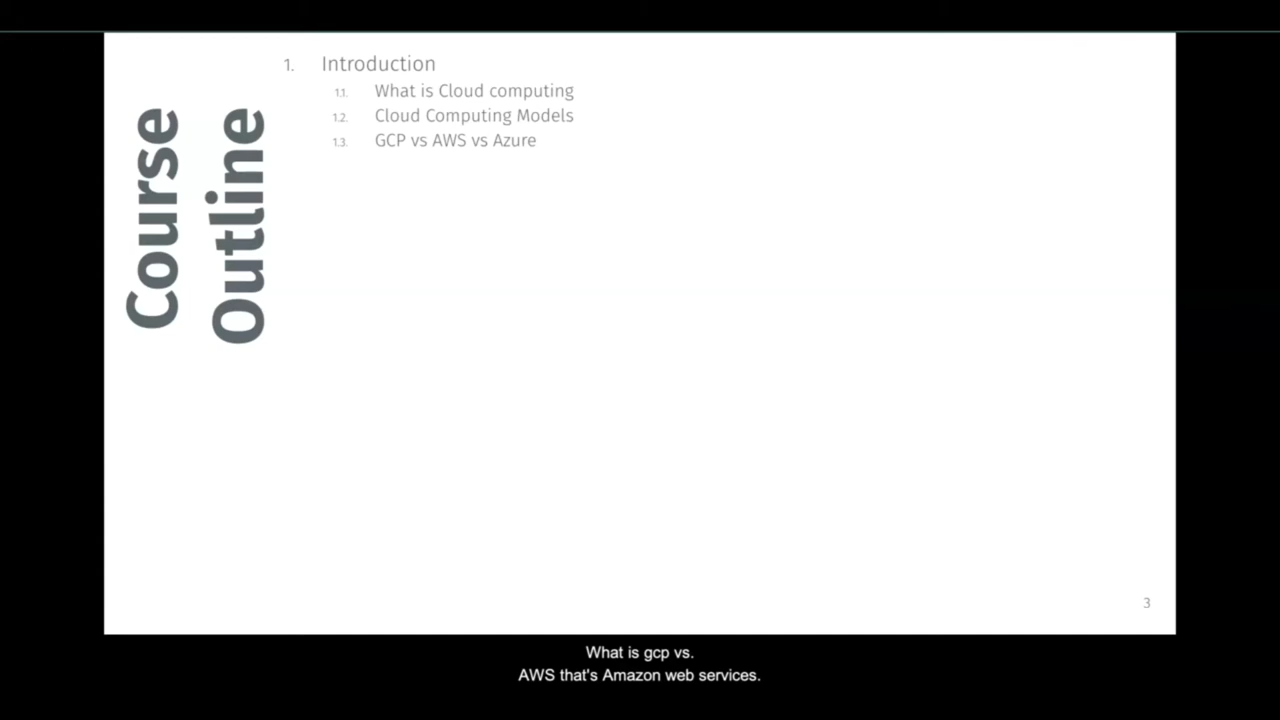 Course
Outline
1. Introduction
1.1. What is Cloud computing
1.2. Cloud Computing Models
1.3. GCP vs AWS vs Azure
3
What is gcp vs.
AWS that's Amazon web services.